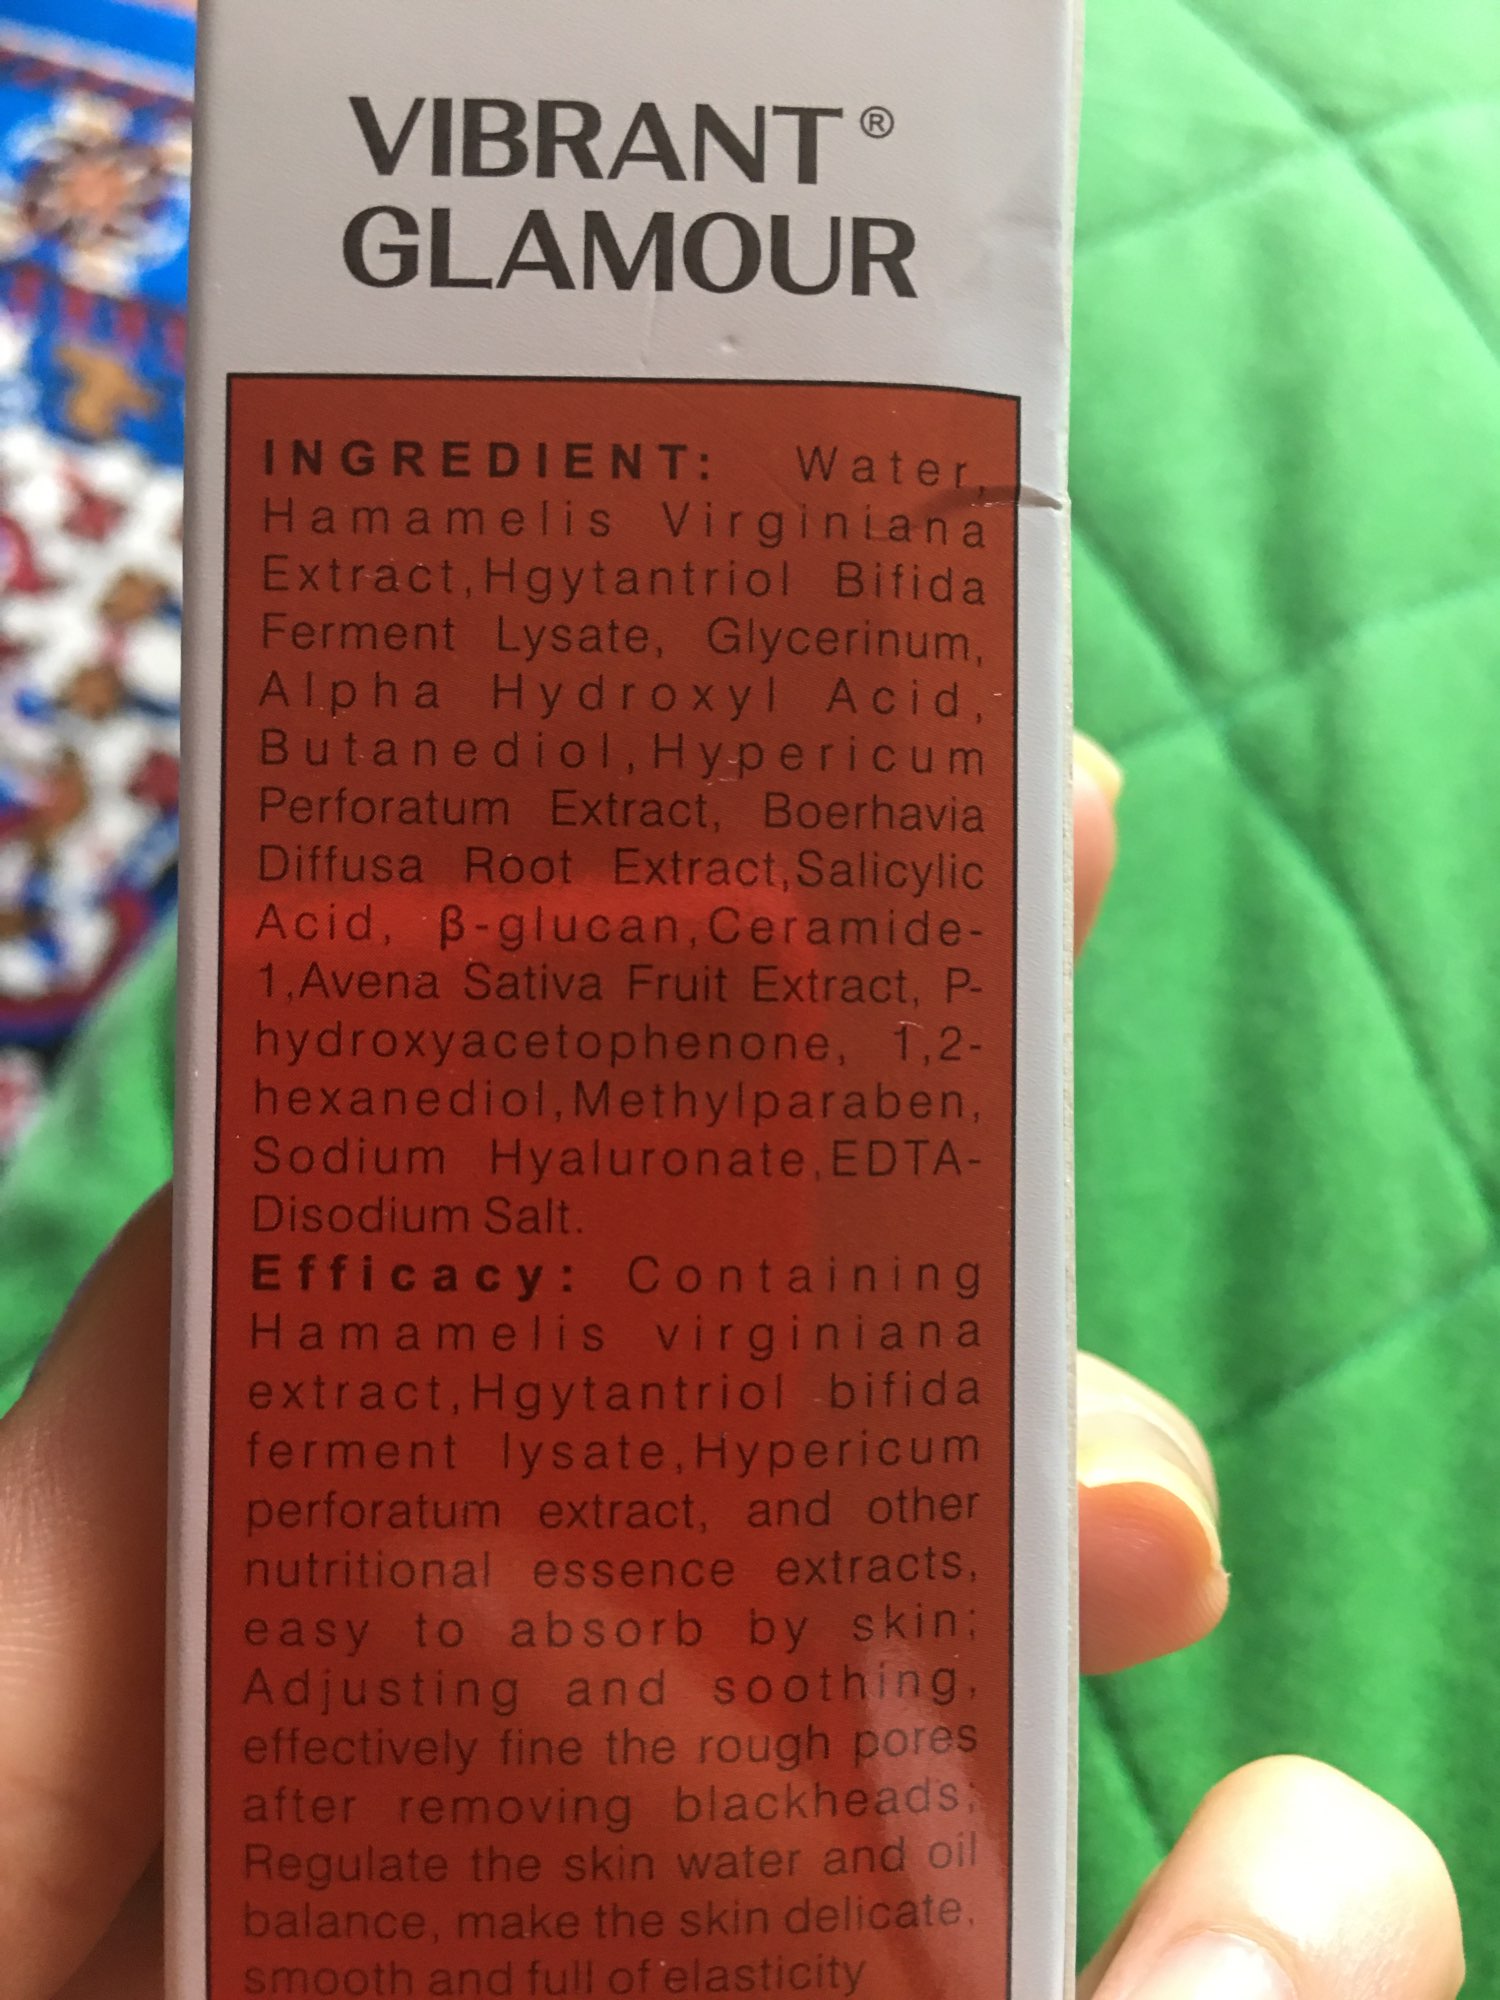 VIBRANT®
GLAMOUR
INGREDIENT: Water,
Hamamelis Virginiana
Extract,Hgytantriol Bifida
Ferment Lysate, Glycerinum,
Alpha Hydroxyl Acid,
Butanediol,Hypericum
Perforatum Extract, Boerhavia
Diffusa Root Extract,Salicylic
Acid, β-glucan,Ceramide-
1,Avena Sativa Fruit Extract, P-
hydroxyacetophenone, 1,2-
hexanediol,Methylparaben,
Sodium Hyaluronate,EDTA-
Disodium Salt.
Efficacy: Containing
Hamamelis virginiana
extract,Hgytantriol bifida
ferment lysate,Hypericum
perforatum extract, and other
nutritional essence extracts,
easy to absorb by skin;
Adjusting and soothing,
effectively fine the rough pores
after removing blackheads;
Regulate the skin water and oil
balance, make the skin delicate,
smooth and full of elasticity